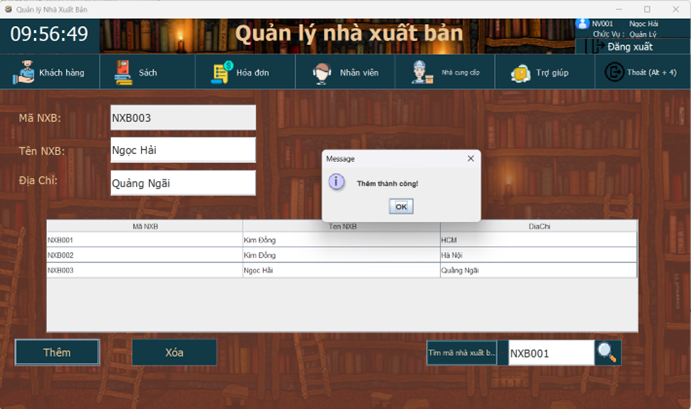 Quản lý Nhà Xuất Bản
09:56:49
Quản lý nhà xuất bản
NV001 Ngọc Hải
Chức Vụ : Quản Lý
Đăng xuất
Khách hàng
Sách
Hóa đơn
Nhân viên
Nhà cung cấp
Trợ giúp
Thoát (Alt + 4)
Mã NXB: NXB003
Tên NXB: Ngọc Hải
Địa Chỉ: Quảng Ngãi
Message
Thêm thành công!
OK
Mã NXB Ten NXB DiaChi
NXB001 Kim Đồng HCM
NXB002 Kim Đồng Hà Nội
NXB003 Ngọc Hải Quảng Ngãi
Thêm
Xóa
Tìm mã nhà xuất b...
NXB001